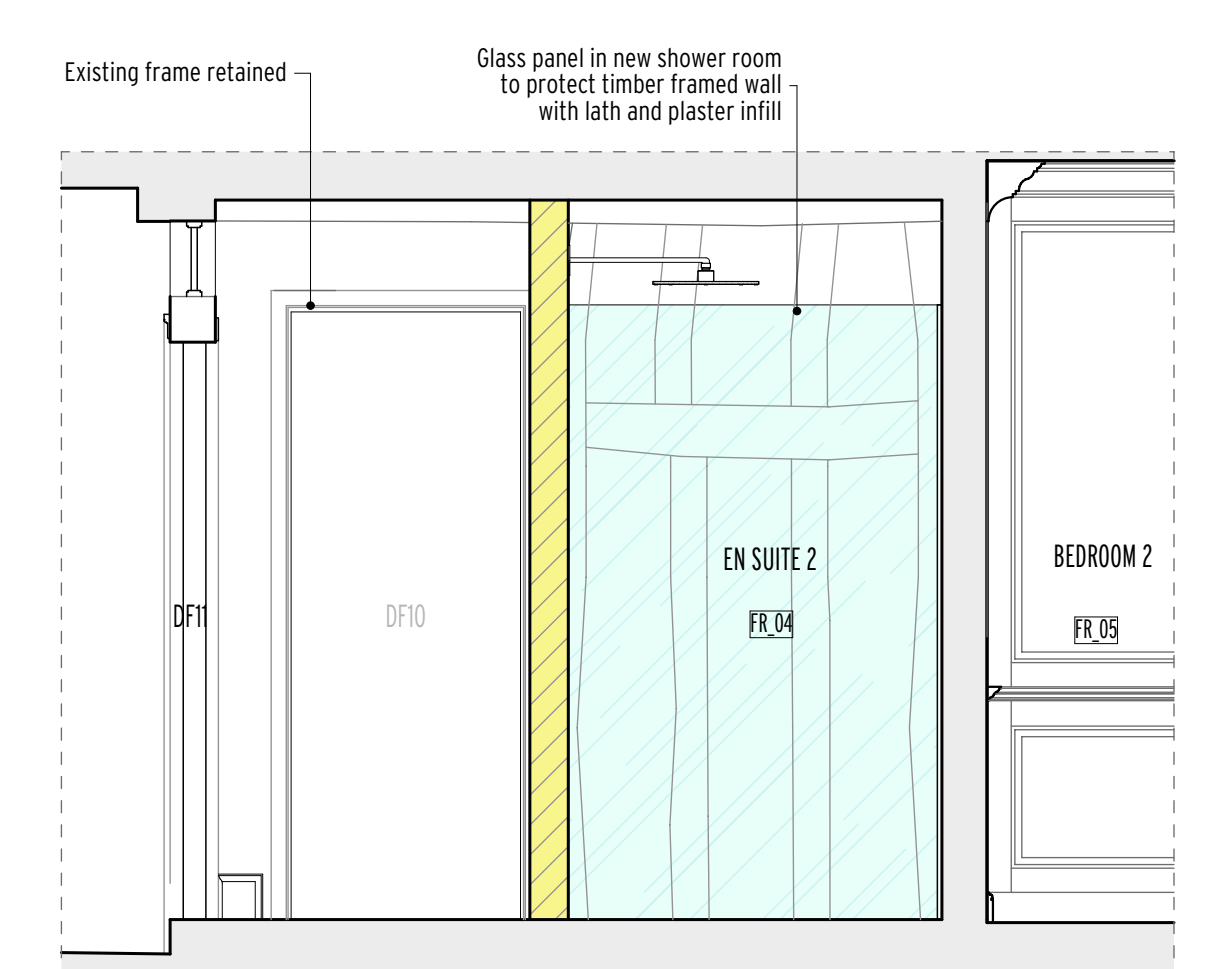 Existing frame retained
Glass panel in new shower room
to protect timber framed wall
with lath and plaster infill
DF11
DF10
EN SUITE 2
FR_04
BEDROOM 2
FR_05